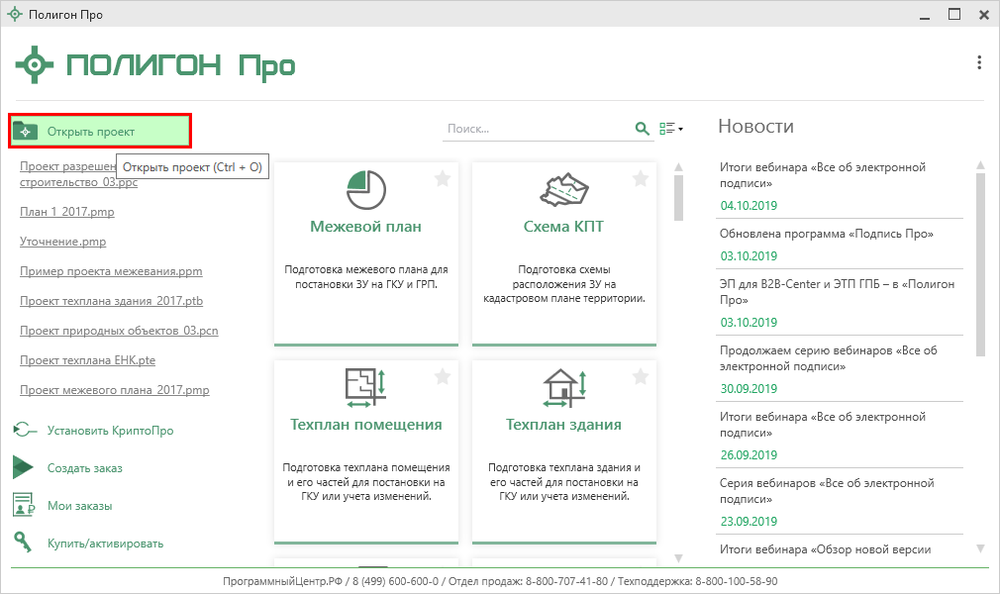 Полигон Про
ПОЛИГОН Про
Открыть проект
Проект разрешен
строительство_03.ppc
Открыть проект (Ctrl + O)
План 1_2017.pmp
Уточнение.pmp
Пример проекта межевания.ppm
Проект техплана здания_2017.ptb
Проект природных объектов_03.pcn
Проект техплана ЕНК.pte
Проект межевого плана_2017.pmp
Установить КриптоПро
Создать заказ
Мои заказы
Купить/активировать
Поиск...
Межевой план
Подготовка межевого плана для
постановки ЗУ на ГКУ и ГРП.
Схема КПТ
Подготовка схемы
расположения ЗУ на
кадастровом плане территории.
Техплан помещения
Подготовка техплана помещения
и его частей для постановки на
ГКУ или учета изменений.
Техплан здания
Подготовка техплана здания и
его частей для постановки на
ГКУ или учета изменений.
Новости
Итоги вебинара «Все об электронной
подписи»
04.10.2019
Обновлена программа «Подпись Про»
03.10.2019
ЭП для B2B-Center и ЭТП ГПБ – в «Полигон
Про»
03.10.2019
Продолжаем серию вебинаров «Все об
электронной подписи»
30.09.2019
Итоги вебинара «Все об электронной
подписи»
26.09.2019
Серия вебинаров «Все об электронной
подписи»
23.09.2019
Итоги вебинара «Обзор новой версии
ПрограммныйЦентр.РФ / 8 (499) 600-600-0 / Отдел продаж: 8-800-707-41-80 / Техподдержка: 8-800-100-58-90